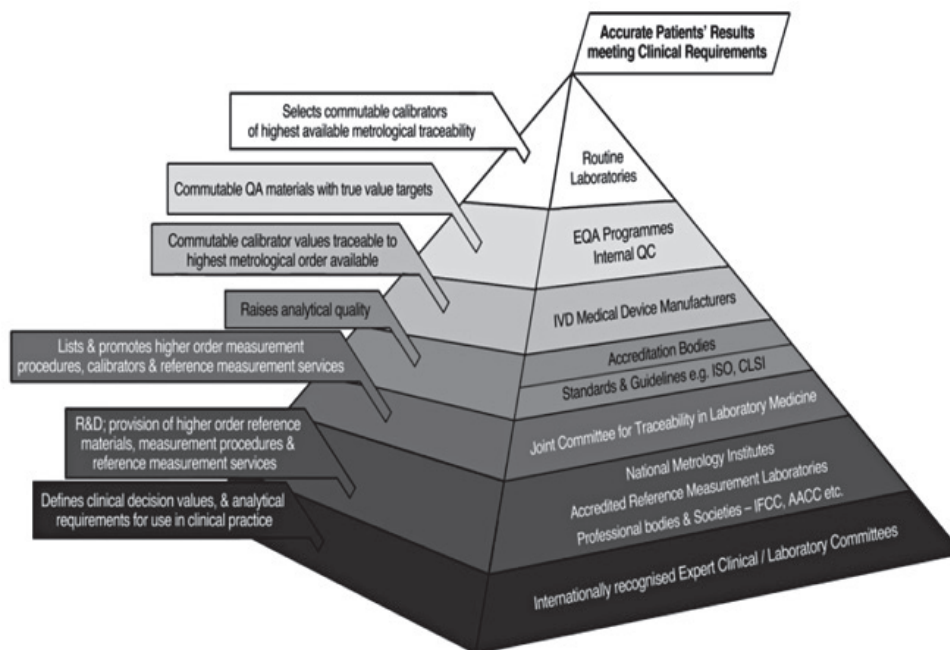 Accurate Patients' Results
meeting Clinical Requirements
Selects commutable calibrators
of highest available metrological traceability
Routine
Laboratories
Commutable QA materials with true value targets
EQA Programmes
Internal QC
Commutable calibrator values traceable to
highest metrological order available
IVD Medical Device Manufacturers
Raises analytical quality
Accreditation Bodies
Standards & Guidelines e.g. ISO, CLSI
Lists & promotes higher order measurement
procedures, calibrators & reference measurement services
Joint Committee for Traceability in Laboratory Medicine
R&D; provision of higher order reference
materials, measurement procedures &
reference measurement services
National Metrology Institutes
Accredited Reference Measurement Laboratories
Professional bodies & Societies – IFCC, AACC etc.
Defines clinical decision values, & analytical
requirements for use in clinical practice
Internationally recognised Expert Clinical / Laboratory Committees